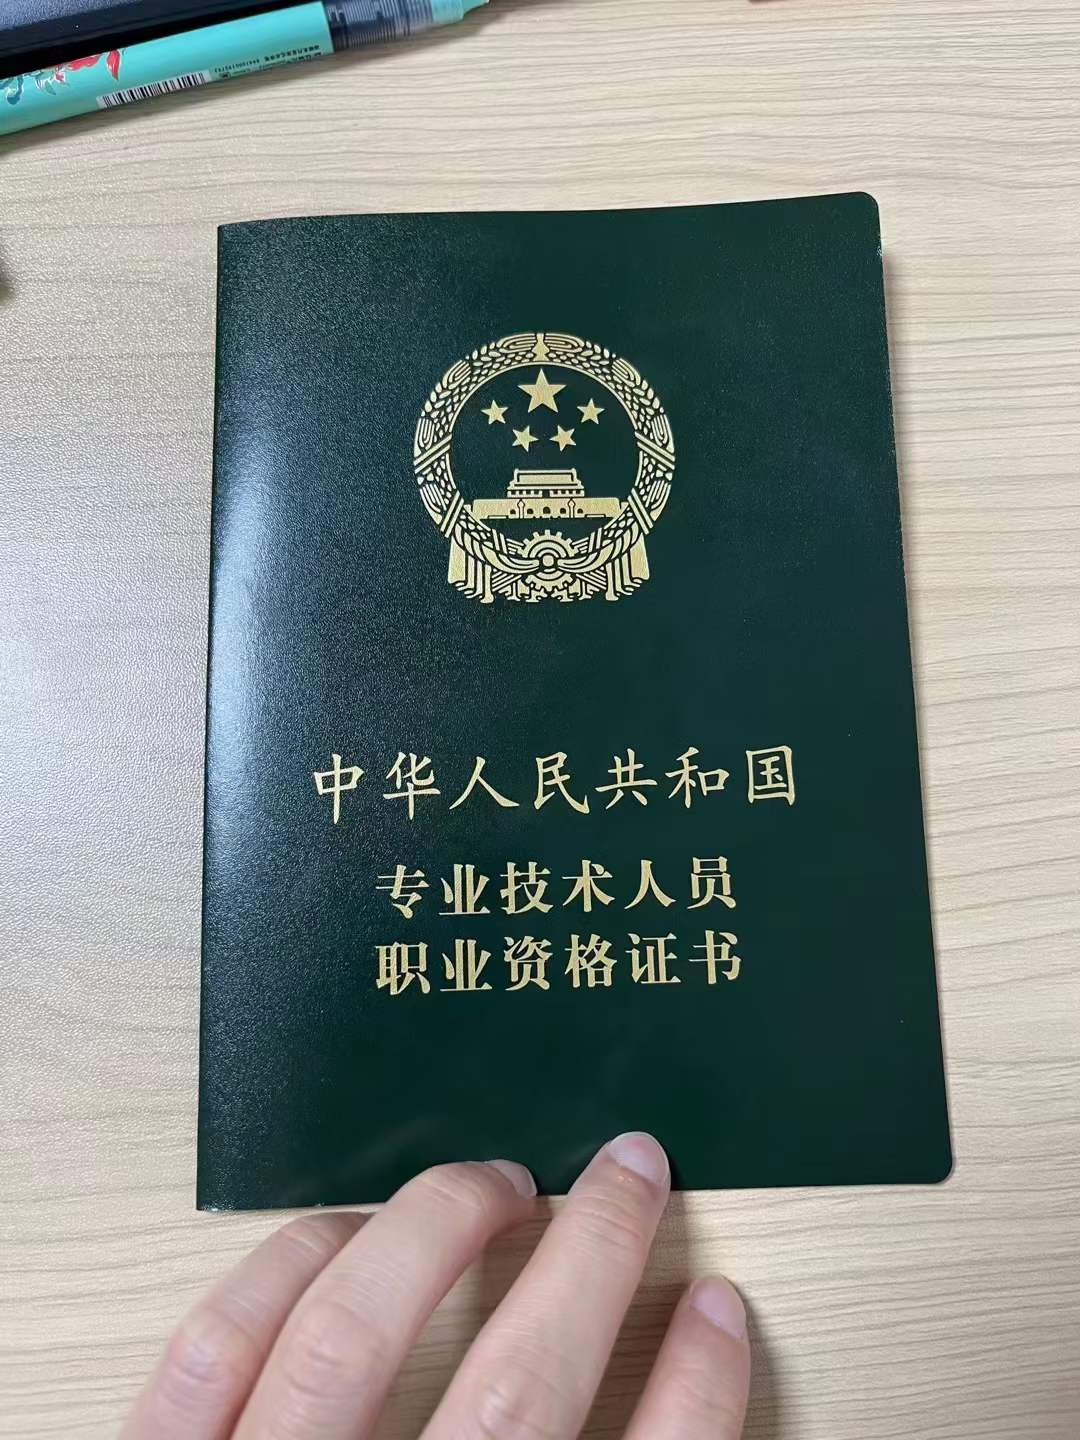 中华人民共和国
专业技术人员
职业资格证书